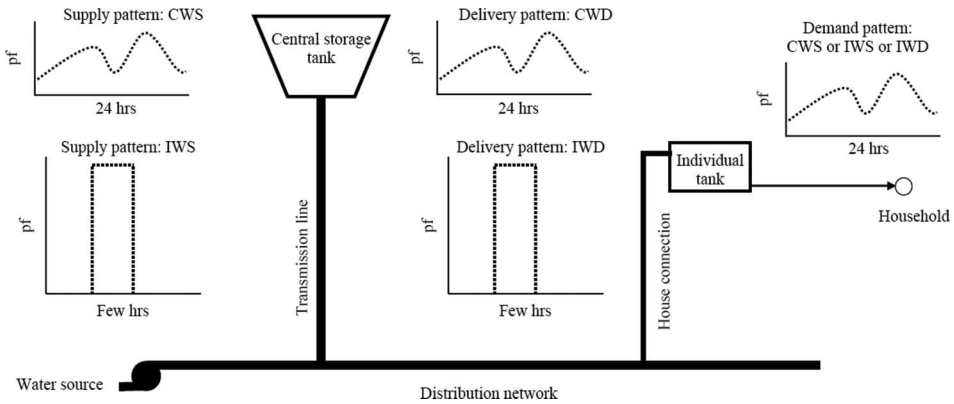 Supply pattern: CWS
pf
24 hrs
Central storage
tank
Delivery pattern: CWD
pf
24 hrs
Demand pattern:
CWS or IWS or IWD
pf
24 hrs
Supply pattern: IWS
pf
Few hrs
Transmission line
Delivery pattern: IWD
pf
Few hrs
Individual
tank
House connection
Household
Water source
Distribution network